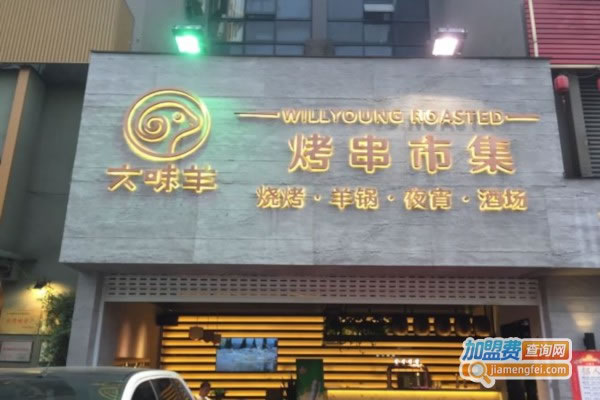 WILLYOUNG ROASTED
烤串市集
大味羊
烧烤·羊锅·夜宵·酒场
加盟费查询网
jiamengfei.com